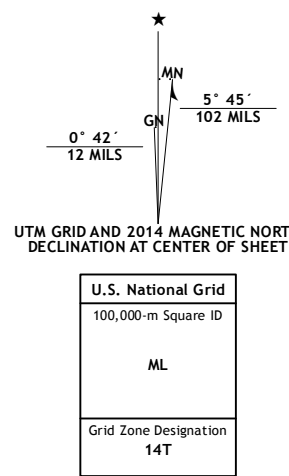 ★
MN
5° 45´
102 MILS
GN
0° 42´
12 MILS
UTM GRID AND 2014 MAGNETIC NORT
DECLINATION AT CENTER OF SHEET
U.S. National Grid
100,000-m Square ID
ML
Grid Zone Designation
14T